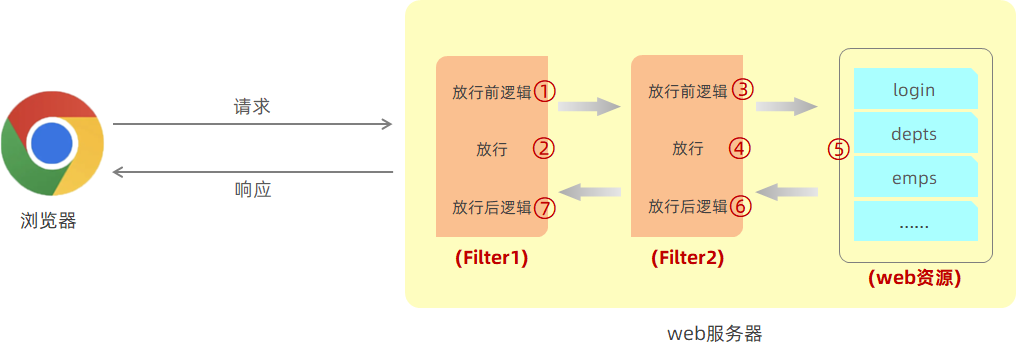 请求
响应
浏览器
放行前逻辑①
放行 ②
放行后逻辑⑦
(Filter1)
放行前逻辑③
放行 ④
放行后逻辑⑥
(Filter2)
⑤
login
depts
emps
......
(web资源)
web服务器